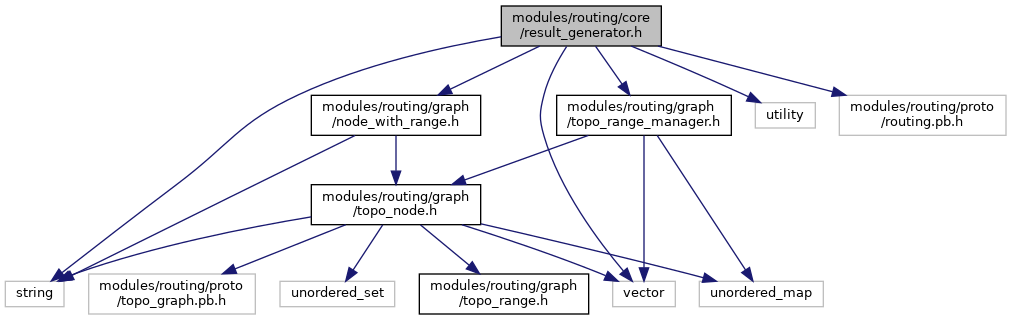 modules/routing/core
/result_generator.h
modules/routing/graph
/node_with_range.h
modules/routing/graph
/topo_range_manager.h
utility
modules/routing/proto
/routing.pb.h
modules/routing/graph
/topo_node.h
string
modules/routing/proto
/topo_graph.pb.h
unordered_set
modules/routing/graph
/topo_range.h
vector
unordered_map